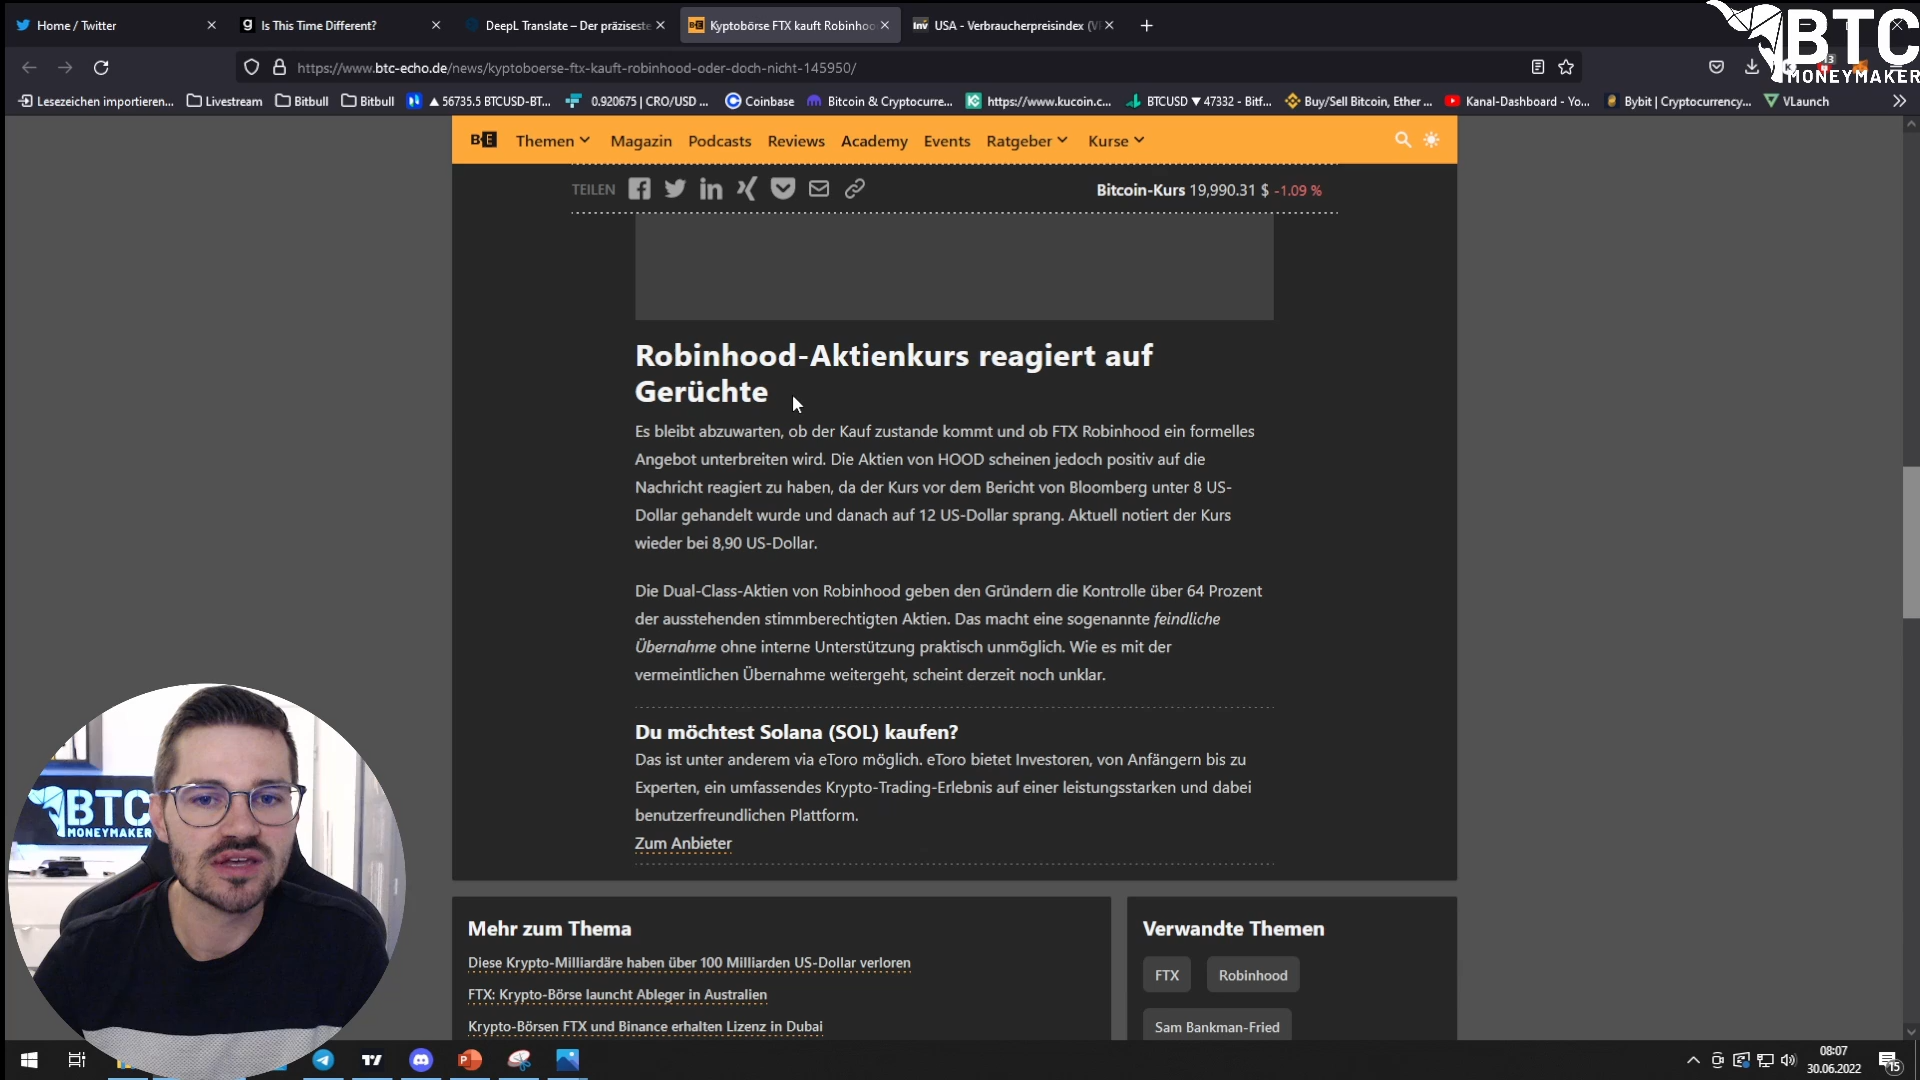 Home / Twitter
Is This Time Different?
DeepL Translate – Der präziseste
Kyptobörse FTX kauft Robinhoo
USA - Verbraucherpreisindex (V
BTC
MONEYMAKER
https://www.btc-echo.de/news/kyptoboerse-ftx-kauft-robinhood-oder-doch-nicht-145950/
Lesezeichen importieren...
Livestream
Bitbull
Bitbull
▲ 56735.5 BTCUSD-BT...
0.920675 | CRO/USD ...
Coinbase
Bitcoin & Cryptocurre...
https://www.kucoin.c...
BTCUSD ▼ 47332 - Bitf...
Buy/Sell Bitcoin, Ether ...
Kanal-Dashboard - Yo...
Bybit | Cryptocurrency...
VLaunch
Themen
Magazin
Podcasts
Reviews
Academy
Events
Ratgeber
Kurse
TEILEN
Bitcoin-Kurs 19,990.31 $ -1.09 %
Robinhood-Aktienkurs reagiert auf
Gerüchte
Es bleibt abzuwarten, ob der Kauf zustande kommt und ob FTX Robinhood ein formelles
Angebot unterbreiten wird. Die Aktien von HOOD scheinen jedoch positiv auf die
Nachricht reagiert zu haben, da der Kurs vor dem Bericht von Bloomberg unter 8 US-
Dollar gehandelt wurde und danach auf 12 US-Dollar sprang. Aktuell notiert der Kurs
wieder bei 8,90 US-Dollar.
Die Dual-Class-Aktien von Robinhood geben den Gründern die Kontrolle über 64 Prozent
der ausstehenden stimmberechtigten Aktien. Das macht eine sogenannte feindliche
Übernahme ohne interne Unterstützung praktisch unmöglich. Wie es mit der
vermeintlichen Übernahme weitergeht, scheint derzeit noch unklar.
Du möchtest Solana (SOL) kaufen?
Das ist unter anderem via eToro möglich. eToro bietet Investoren, von Anfängern bis zu
Experten, ein umfassendes Krypto-Trading-Erlebnis auf einer leistungsstarken und dabei
benutzerfreundlichen Plattform.
Zum Anbieter
BTC
MONEYMAKER
Mehr zum Thema
Diese Krypto-Milliardäre haben über 100 Milliarden US-Dollar verloren
FTX: Krypto-Börse launcht Ableger in Australien
Krypto-Börsen FTX und Binance erhalten Lizenz in Dubai
Verwandte Themen
FTX
Robinhood
Sam Bankman-Fried
08:07
30.06.2022
15